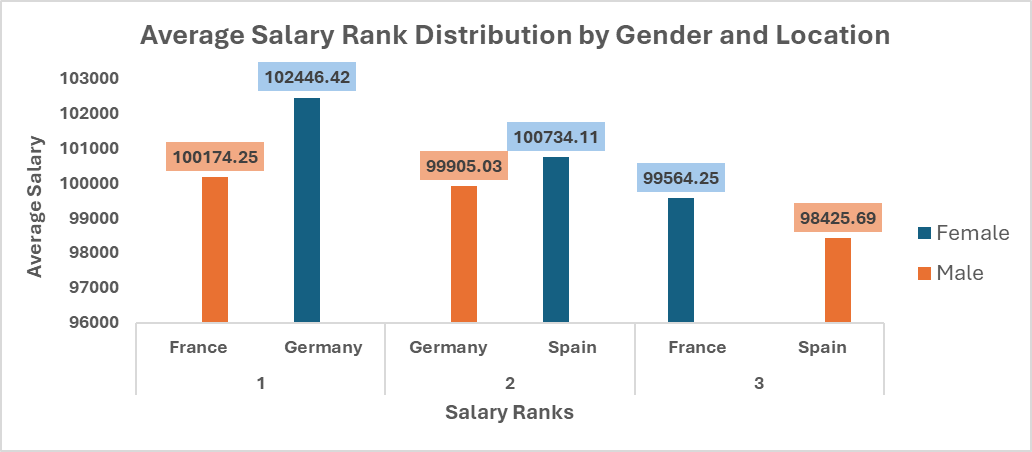 Average Salary Rank Distribution by Gender and Location
Average Salary
103000
102000
101000
100000
99000
98000
97000
96000
100174.25
102446.42
99905.03
100734.11
99564.25
98425.69
France Germany Germany Spain France Spain
1 2 3
Salary Ranks
Female
Male